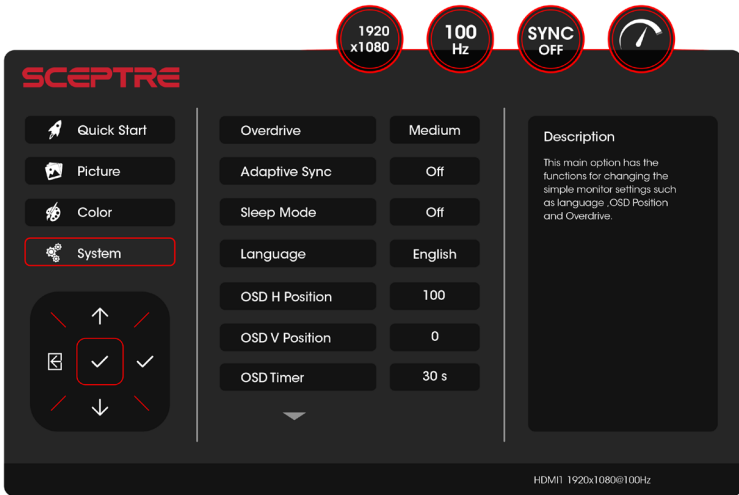 1920
x1080
100
Hz
SYNC
OFF
SCEPTRE
Quick Start
Picture
Color
System
Overdrive Medium
Adaptive Sync Off
Sleep Mode Off
Language English
OSD H Position 100
OSD V Position 0
OSD Timer 30 s
Description
This main option has the
functions for changing the
simple monitor settings such
as language ,OSD Position
and Overdrive.
HDMI1 1920x1080@100Hz